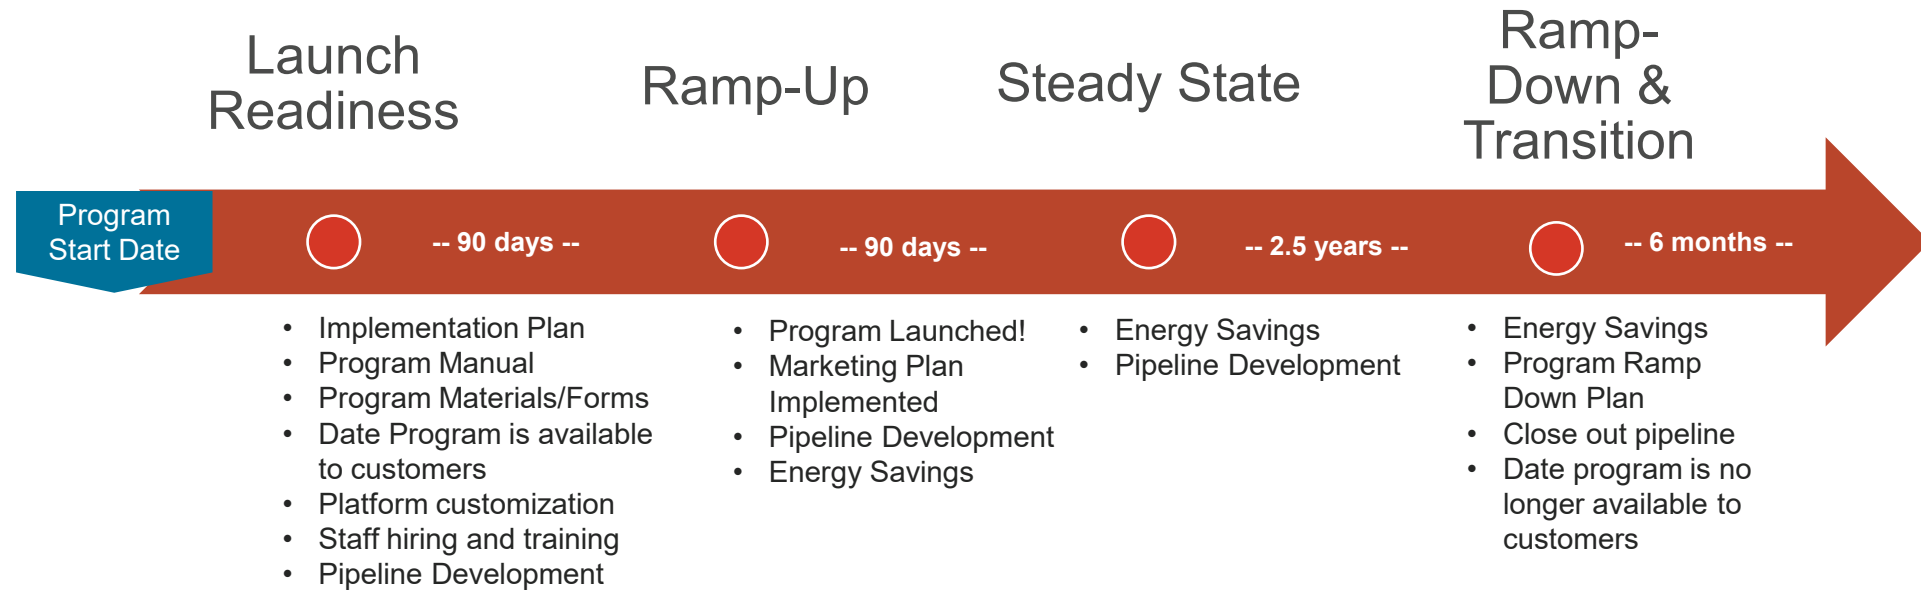 Launch
Readiness
Ramp-Up
Steady State
Ramp-
Down &
Transition
Program
Start Date
-- 90 days --
-- 90 days --
-- 2.5 years --
-- 6 months --
• Implementation Plan
• Program Manual
• Program Materials/Forms
• Date Program is available
to customers
• Platform customization
• Staff hiring and training
• Pipeline Development
• Program Launched!
• Marketing Plan
Implemented
• Pipeline Development
• Energy Savings
• Energy Savings
• Pipeline Development
• Energy Savings
• Program Ramp
Down Plan
• Close out pipeline
• Date program is no
longer available to
customers